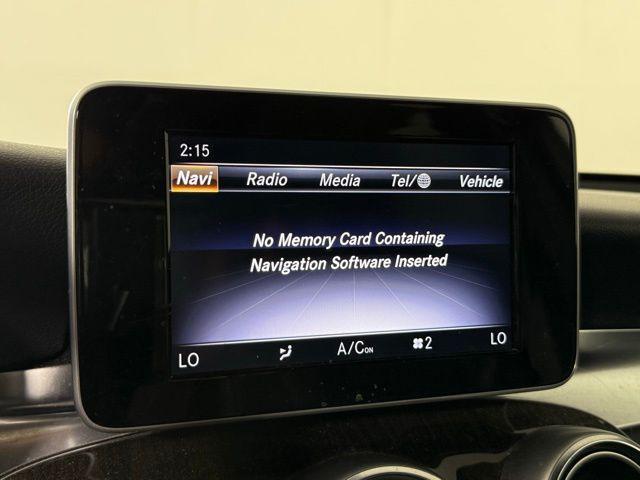 2:15
Navi Radio Media Tel/ Vehicle
No Memory Card Containing
Navigation Software Inserted
LO A/C ON 2 LO